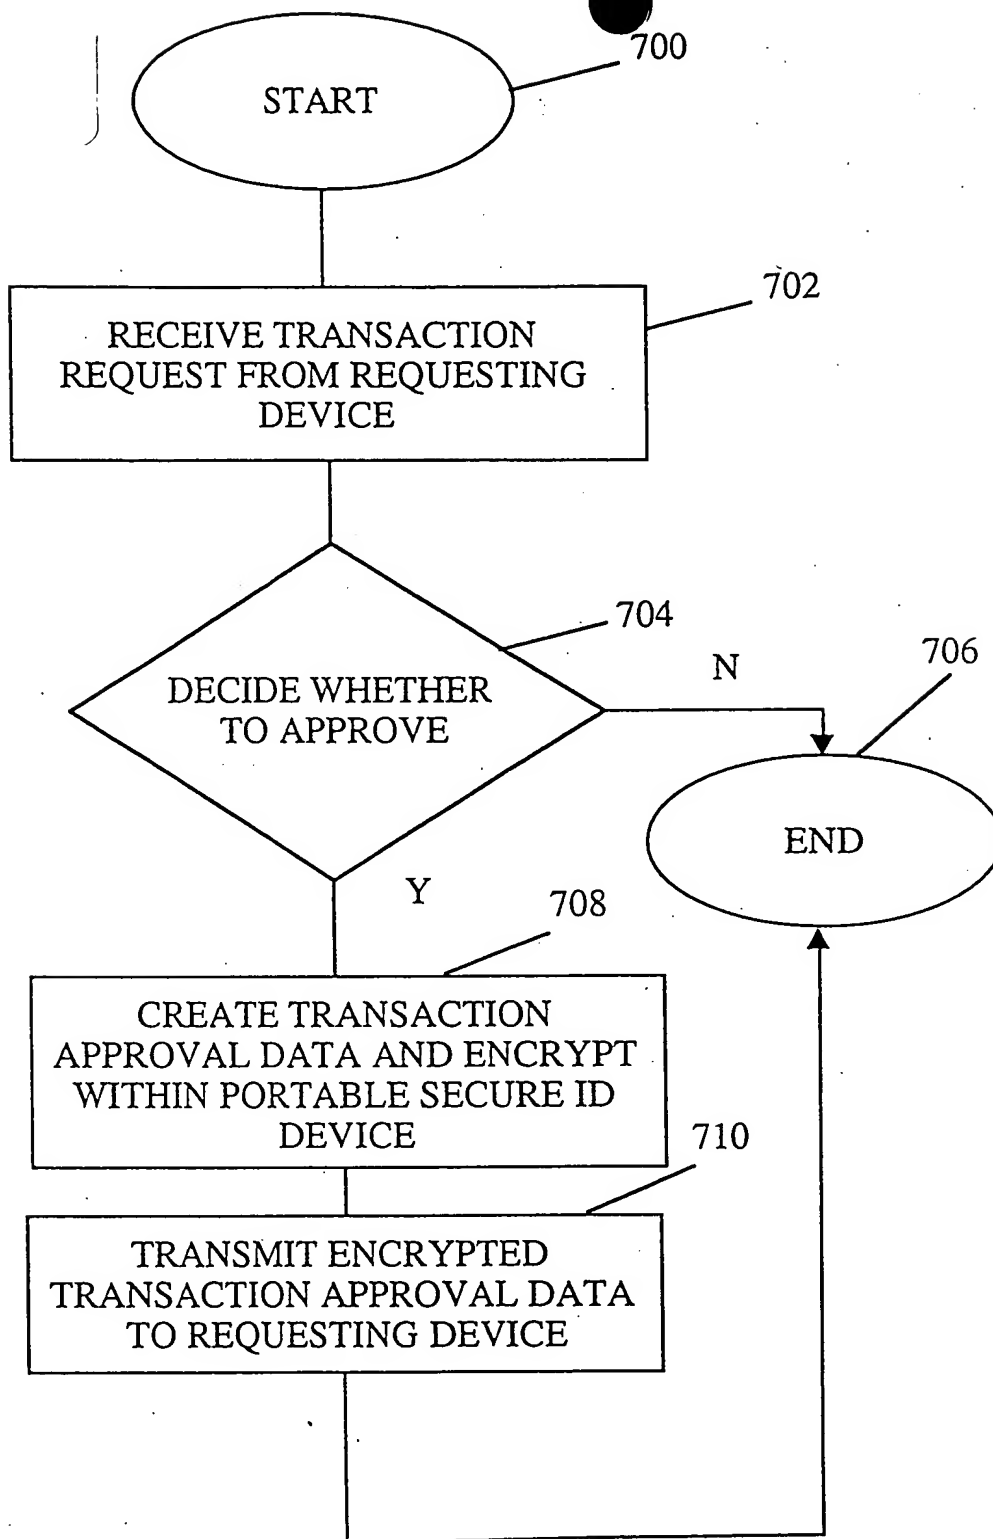 700
START
702
RECEIVE TRANSACTION
REQUEST FROM REQUESTING
DEVICE
704
706
N
DECIDE WHETHER
TO APPROVE
END
Y
708
CREATE TRANSACTION
APPROVAL DATA AND ENCRYPT
WITHIN PORTABLE SECURE ID
DEVICE
710
TRANSMIT ENCRYPTED
TRANSACTION APPROVAL DATA
TO REQUESTING DEVICE